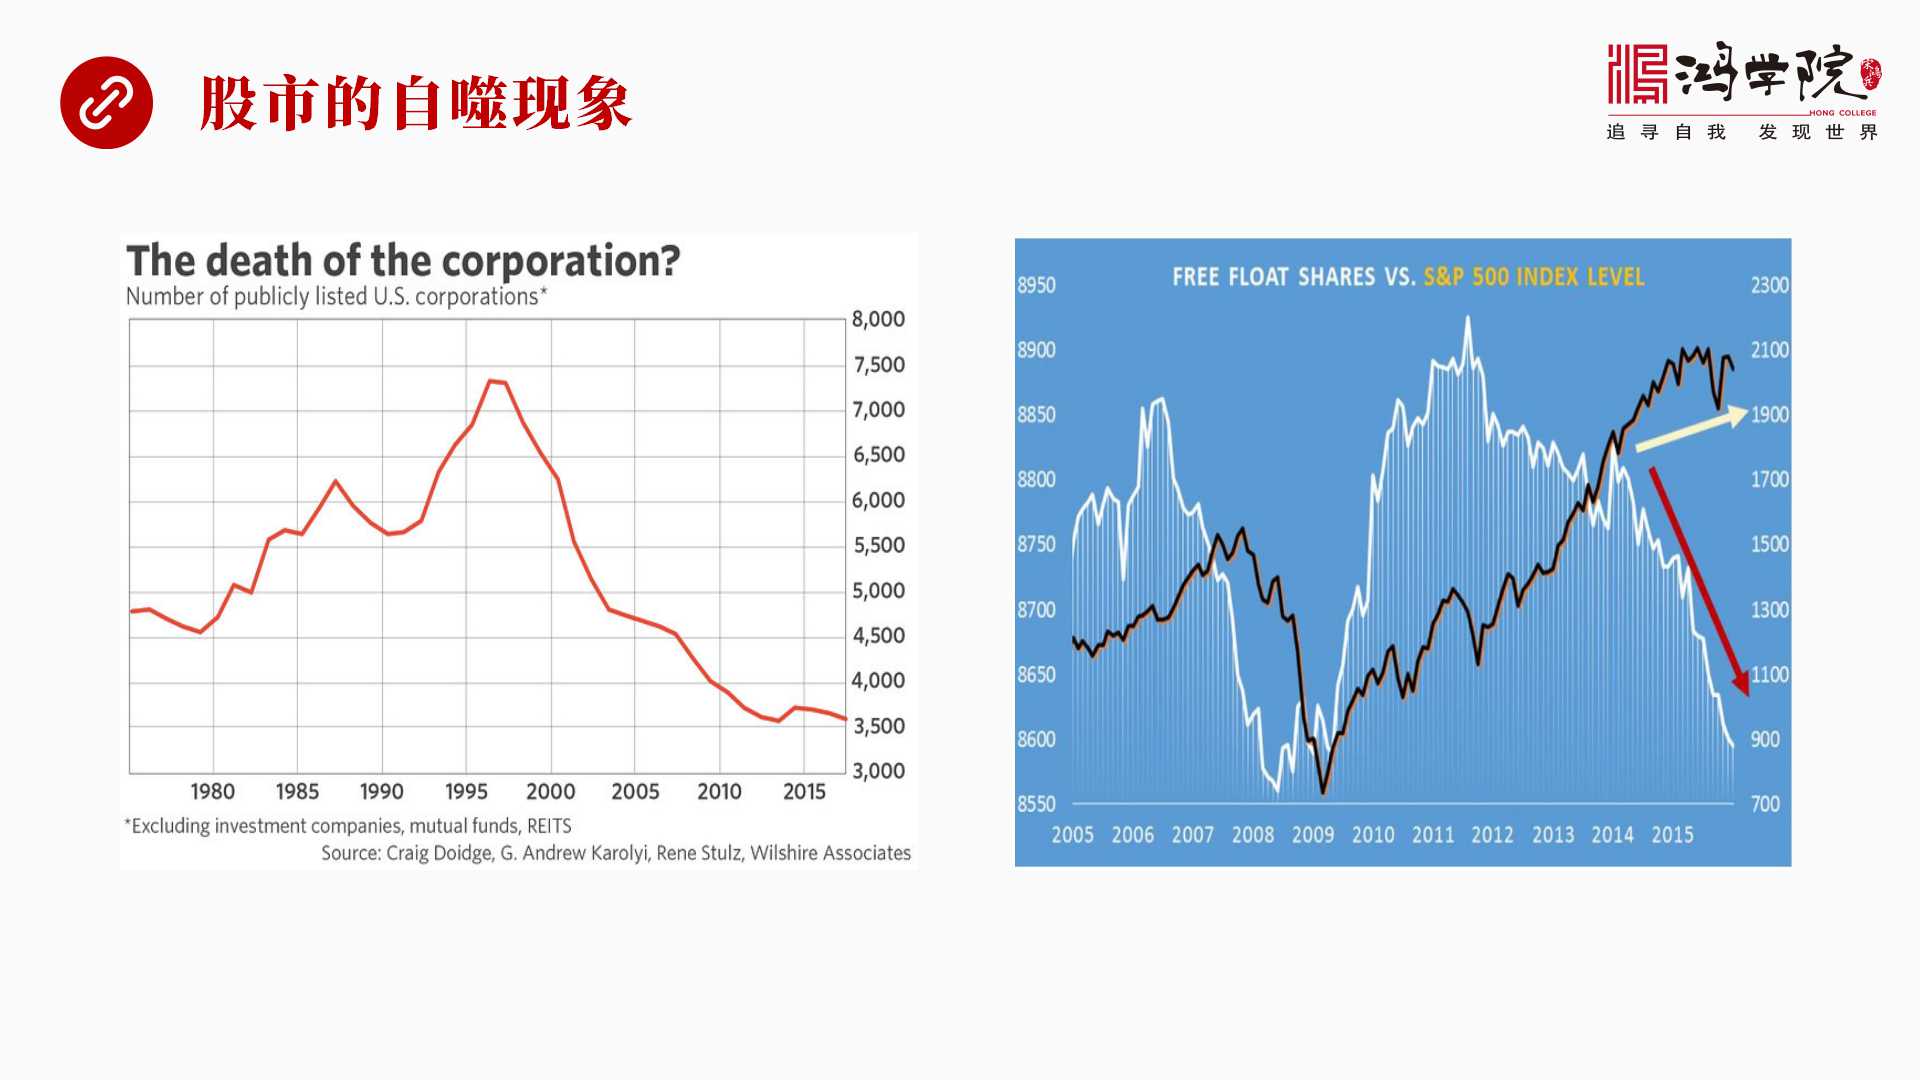 股市的自噬现象
鸿学院
宋鸿兵
HONG COLLEGE
追寻自我 发现世界
The death of the corporation?
Number of publicly listed U.S. corporations*
8,000
7,500
7,000
6,500
6,000
5,500
5,000
4,500
4,000
3,500
3,000
1980 1985 1990 1995 2000 2005 2010 2015
*Excluding investment companies, mutual funds, REITS
Source: Craig Doidge, G. Andrew Karolyi, Rene Stulz, Wilshire Associates
FREE FLOAT SHARES VS. S&P 500 INDEX LEVEL
8950 2300
8900 2100
8850 1900
8800 1700
8750 1500
8700 1300
8650 1100
8600 900
8550 700
2005 2006 2007 2008 2009 2010 2011 2012 2013 2014 2015